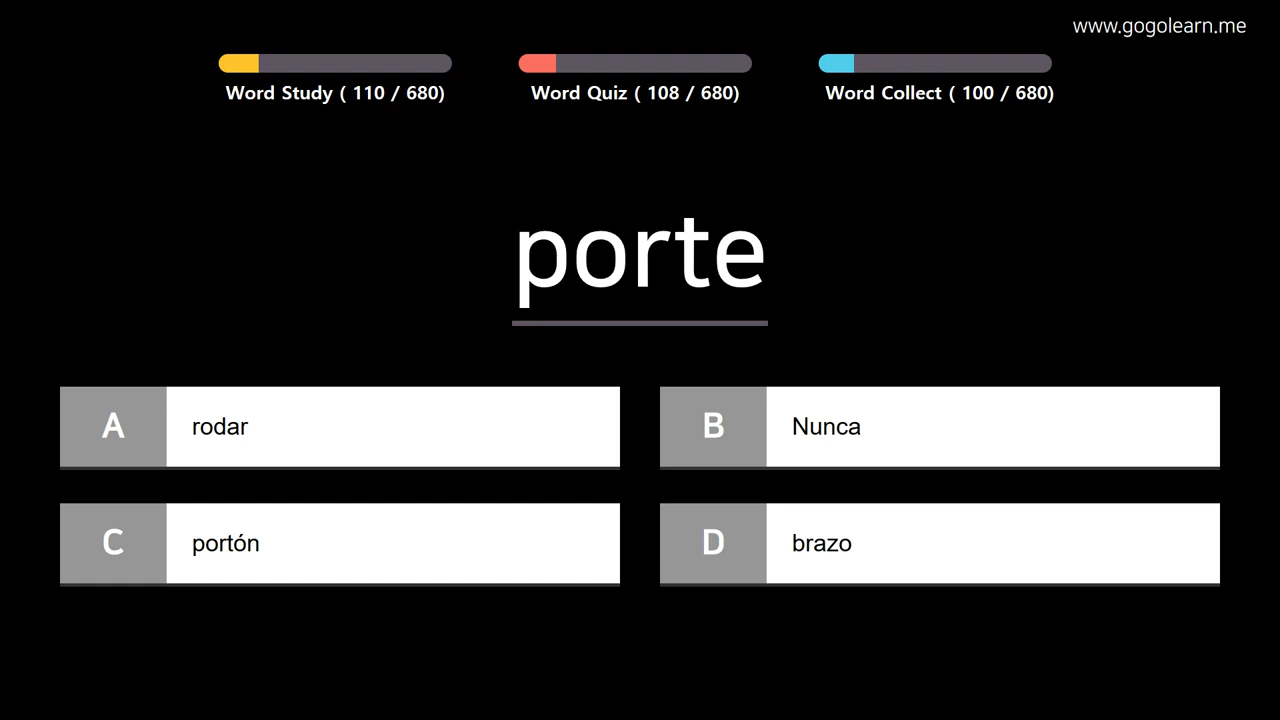 www.gogolearn.me
Word Study ( 110 / 680)
Word Quiz ( 108 / 680)
Word Collect ( 100 / 680)
porte
A rodar
B Nunca
C portón
D brazo